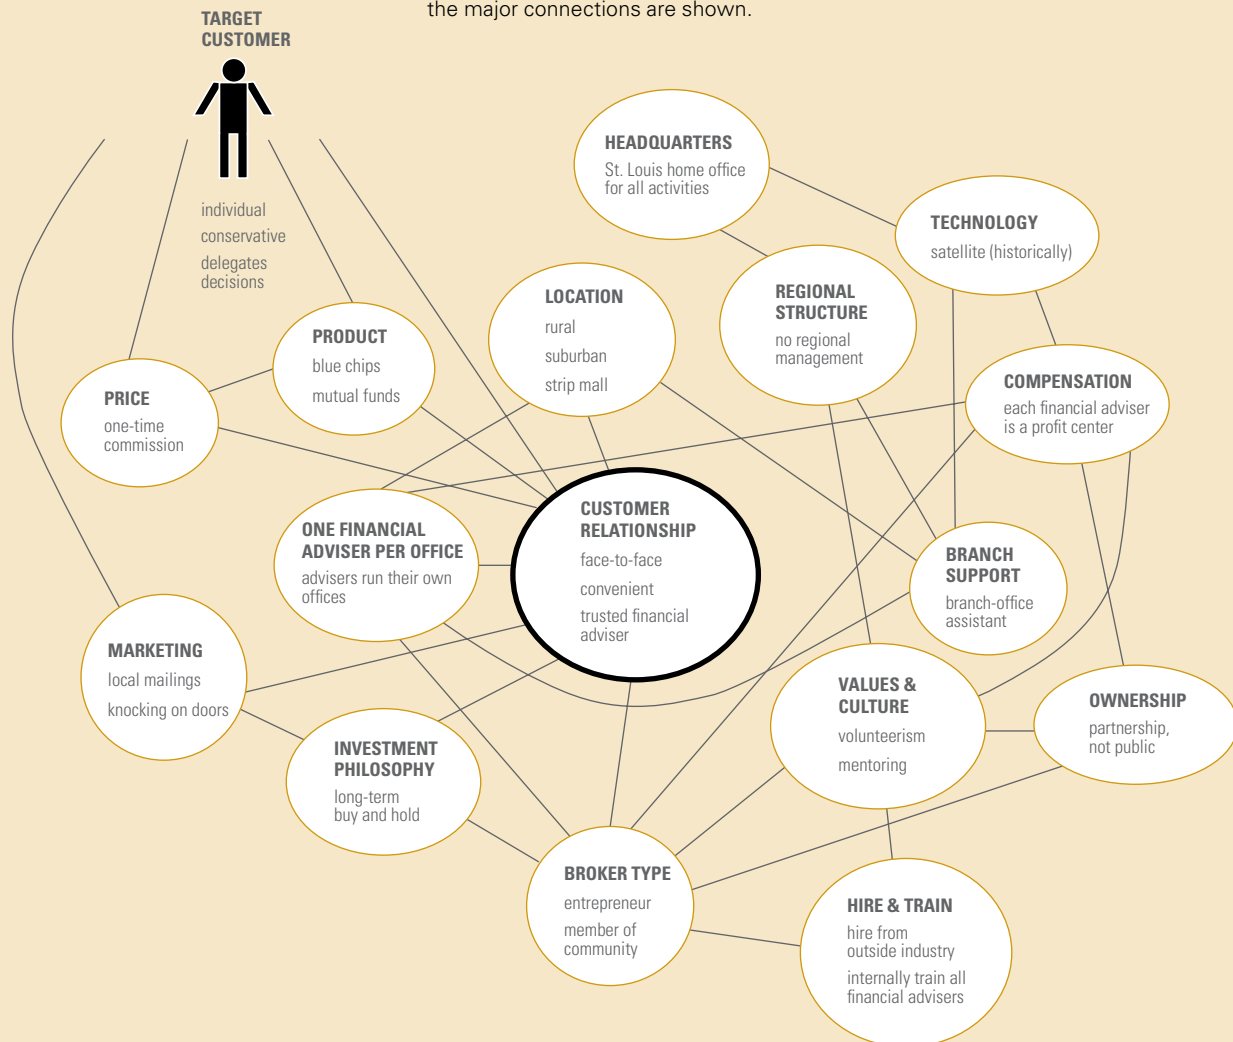 the major connections are shown.
TARGET
CUSTOMER
individual
conservative
delegates
decisions
HEADQUARTERS
St. Louis home office
for all activities
TECHNOLOGY
satellite (historically)
LOCATION
rural
suburban
strip mall
REGIONAL
STRUCTURE
no regional
management
PRODUCT
blue chips
mutual funds
PRICE
one-time
commission
COMPENSATION
each financial adviser
is a profit center
ONE FINANCIAL
ADVISER PER OFFICE
advisers run their own
offices
CUSTOMER
RELATIONSHIP
face-to-face
convenient
trusted financial
adviser
BRANCH
SUPPORT
branch-office
assistant
MARKETING
local mailings
knocking on doors
VALUES &
CULTURE
volunteerism
mentoring
OWNERSHIP
partnership,
not public
INVESTMENT
PHILOSOPHY
long-term
buy and hold
BROKER TYPE
entrepreneur
member of
community
HIRE & TRAIN
hire from
outside industry
internally train all
financial advisers